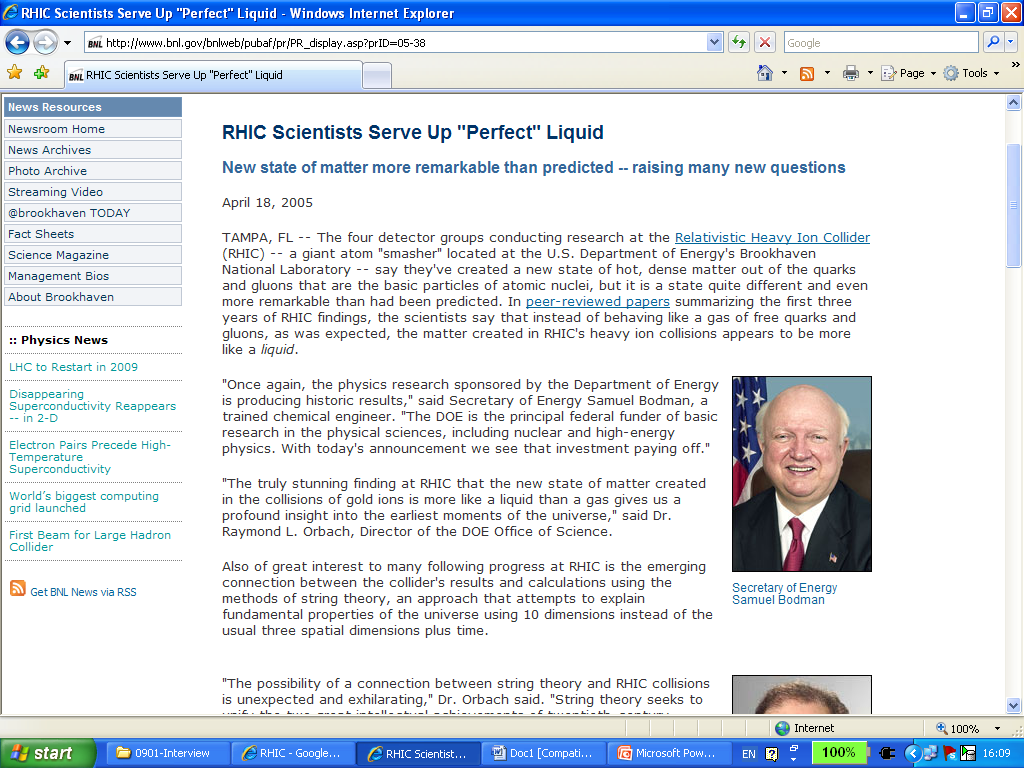 RHIC Scientists Serve Up "Perfect" Liquid - Windows Internet Explorer
BNL http://www.bnl.gov/bnlweb/pubaf/pr/PR_display.asp?prID=05-38
Google
BNL RHIC Scientists Serve Up "Perfect" Liquid
Page
Tools
News Resources
Newsroom Home
News Archives
Photo Archive
Streaming Video
@brookhaven TODAY
Fact Sheets
Science Magazine
Management Bios
About Brookhaven
:: Physics News
LHC to Restart in 2009
Disappearing
Superconductivity Reappears
-- in 2-D
Electron Pairs Precede High-
Temperature
Superconductivity
World's biggest computing
grid launched
First Beam for Large Hadron
Collider
Get BNL News via RSS
RHIC Scientists Serve Up "Perfect" Liquid
New state of matter more remarkable than predicted -- raising many new questions
April 18, 2005
TAMPA, FL -- The four detector groups conducting research at the Relativistic Heavy Ion Collider
(RHIC) -- a giant atom "smasher" located at the U.S. Department of Energy's Brookhaven
National Laboratory -- say they've created a new state of hot, dense matter out of the quarks
and gluons that are the basic particles of atomic nuclei, but it is a state quite different and even
more remarkable than had been predicted. In peer-reviewed papers summarizing the first three
years of RHIC findings, the scientists say that instead of behaving like a gas of free quarks and
gluons, as was expected, the matter created in RHIC's heavy ion collisions appears to be more
like a liquid.
"Once again, the physics research sponsored by the Department of Energy
is producing historic results," said Secretary of Energy Samuel Bodman, a
trained chemical engineer. "The DOE is the principal federal funder of basic
research in the physical sciences, including nuclear and high-energy
physics. With today's announcement we see that investment paying off."
"The truly stunning finding at RHIC that the new state of matter created
in the collisions of gold ions is more like a liquid than a gas gives us a
profound insight into the earliest moments of the universe," said Dr.
Raymond L. Orbach, Director of the DOE Office of Science.
Also of great interest to many following progress at RHIC is the emerging
connection between the collider's results and calculations using the
methods of string theory, an approach that attempts to explain
fundamental properties of the universe using 10 dimensions instead of the
usual three spatial dimensions plus time.
Secretary of Energy
Samuel Bodman
"The possibility of a connection between string theory and RHIC collisions
is unexpected and exhilarating," Dr. Orbach said. "String theory seeks to
unify the two great intellectual achievements of twentieth-century
Internet
100%
start
0901-Interview
RHIC - Google...
RHIC Scientist...
Doc1 [Compati...
Microsoft Pow...
EN
100%
16:09